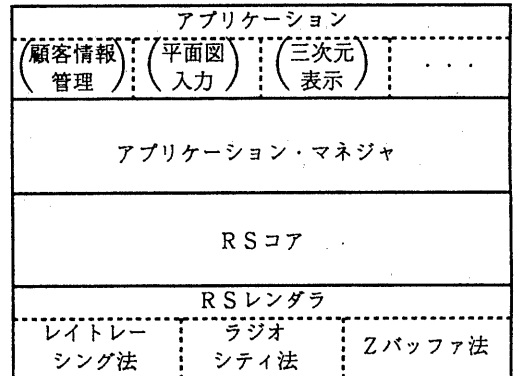 アプリケーション
(顧客情報管理) (平面図入力) (三次元表示) ・・・
アプリケーション・マネジャ
RSコア
RSレンダラ
レイトレーシング法 ラジオシティ法 Zバッファ法